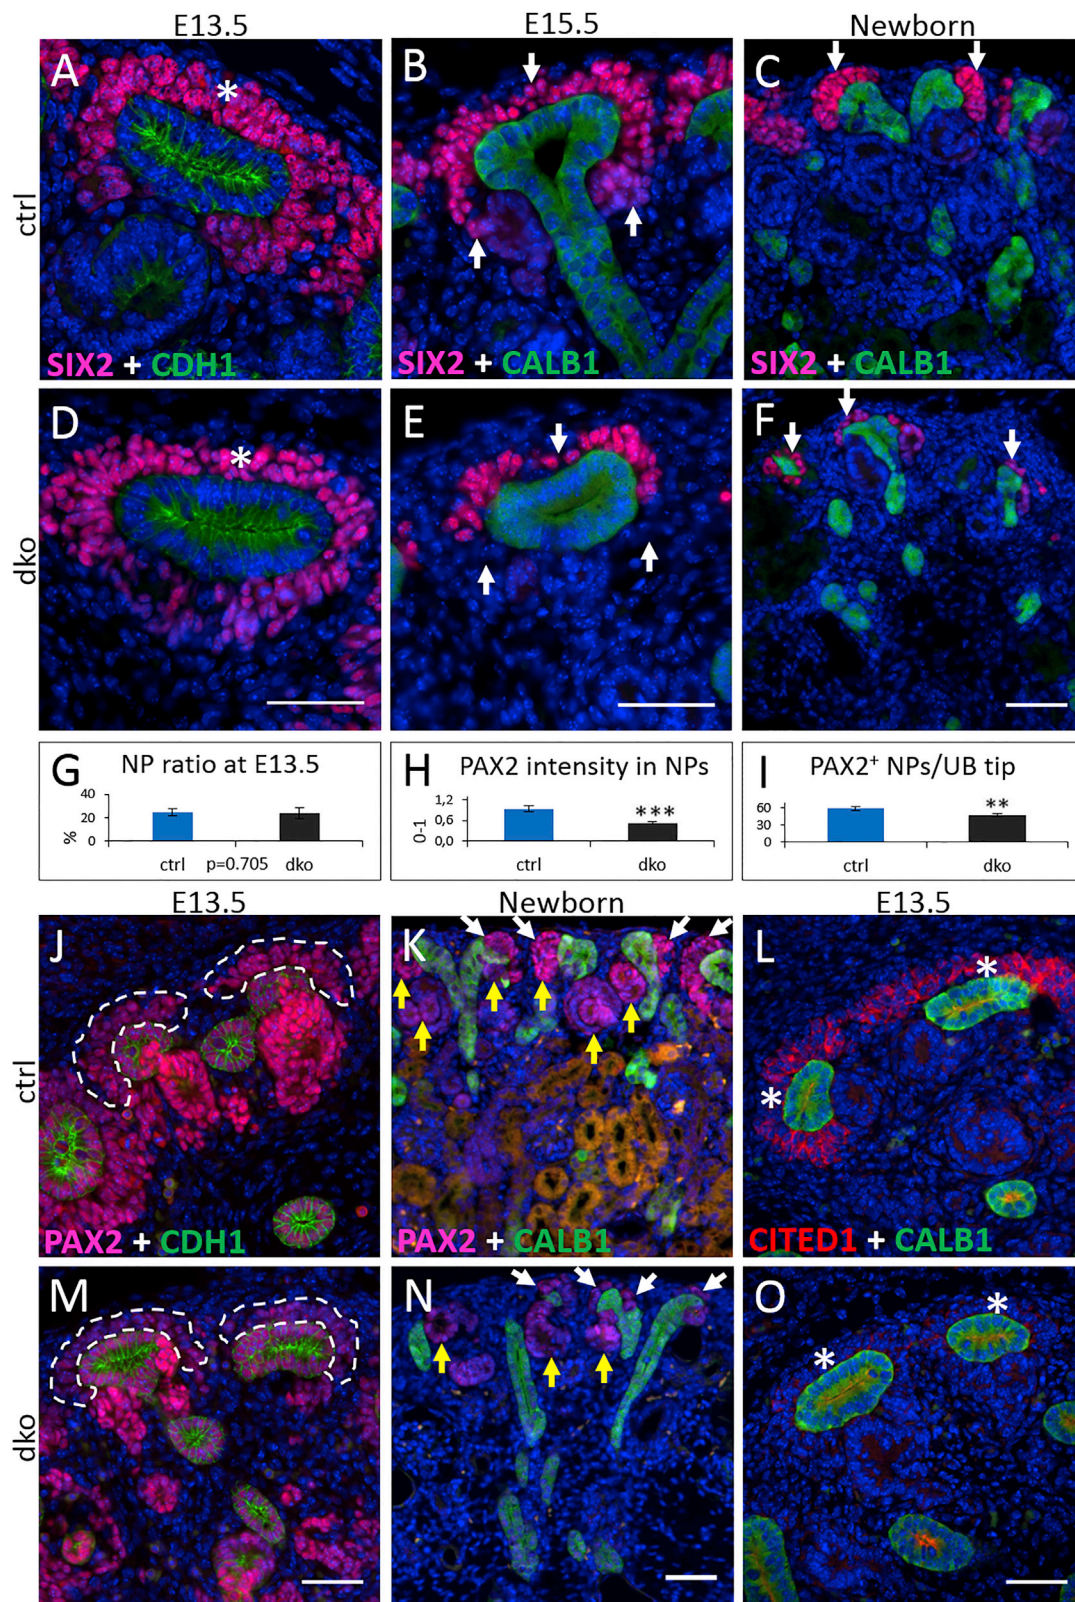 E13.5 E15.5 Newborn
A B C
* 
ctrl
SIX2 + CDH1 SIX2 + CALB1 SIX2 + CALB1
D E F
*
dko
G NP ratio at E13.5 H PAX2 intensity in NPs I PAX2⁺ NPs/UB tip
40 1,2 60
20 0,6 *** 30 **
0 0,0 0
% 0-1
ctrl p=0.705 dko ctrl dko ctrl dko
E13.5 Newborn E13.5
J K L
*
*
ctrl
PAX2 + CDH1 PAX2 + CALB1 CITED1 + CALB1
M N O
*
*
dko